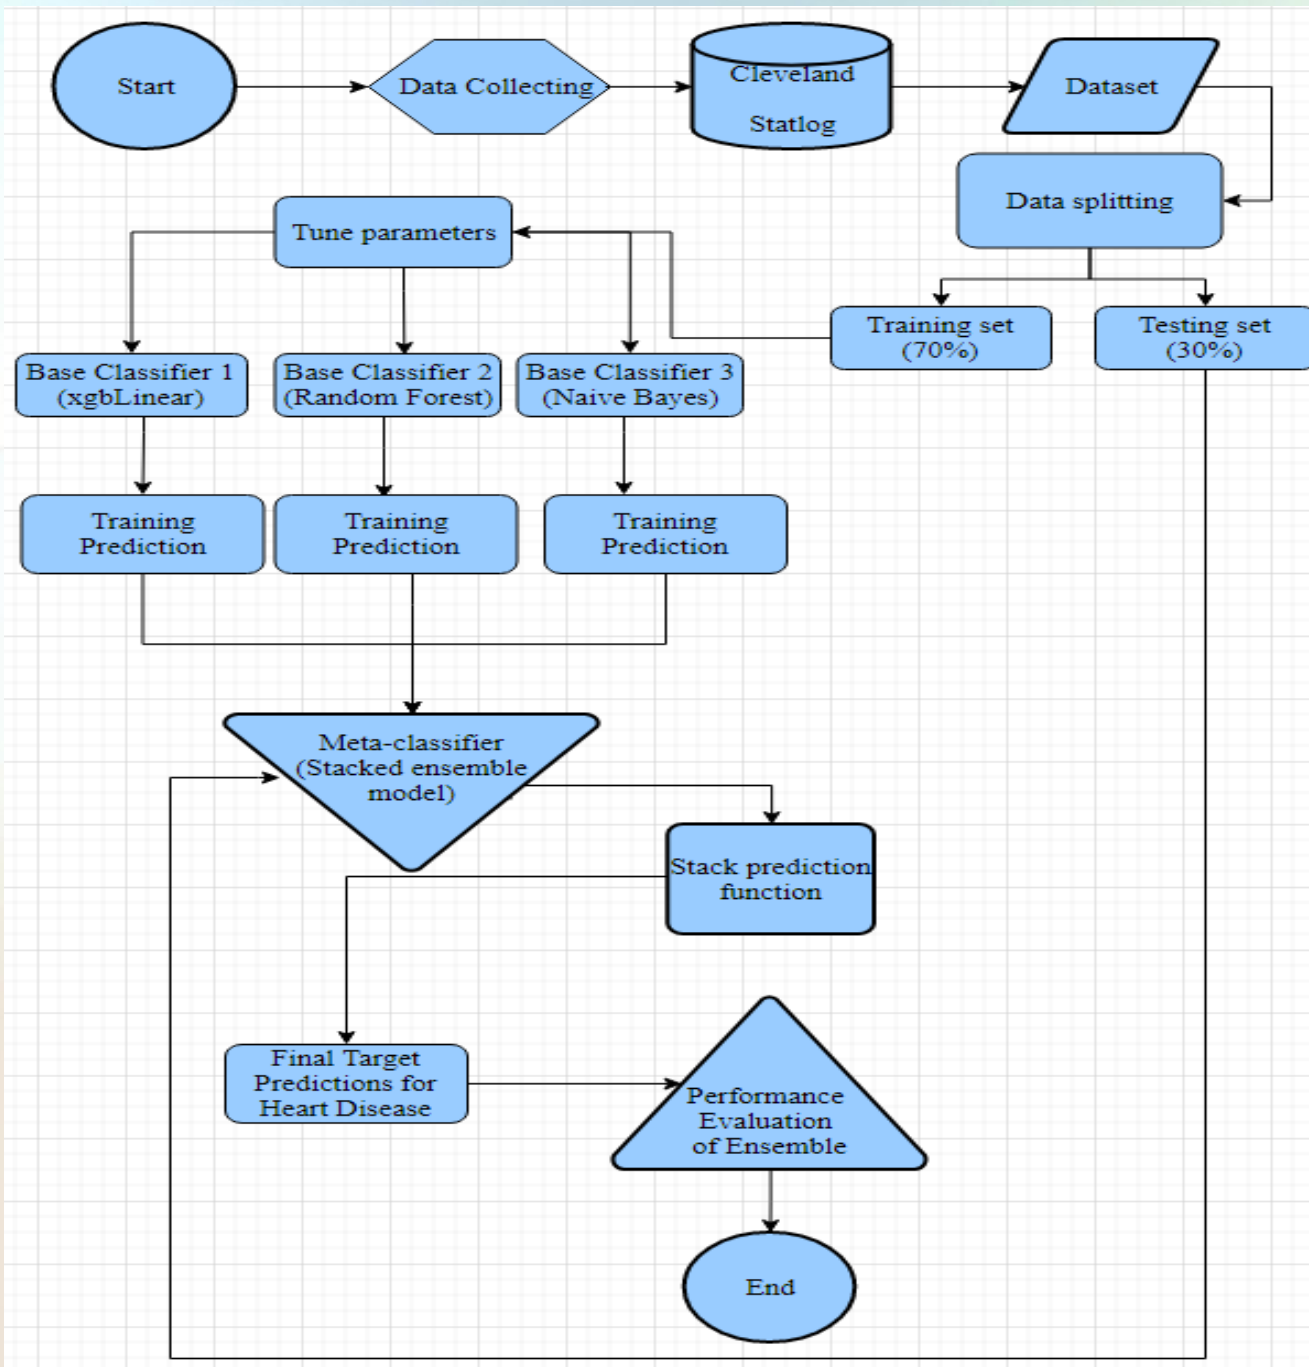 Start
Data Collecting
Cleveland
Statlog
Dataset
Data splitting
Tune parameters
Training set
(70%)
Testing set
(30%)
Base Classifier 1
(xgbLinear)
Base Classifier 2
(Random Forest)
Base Classifier 3
(Naive Bayes)
Training
Prediction
Training
Prediction
Training
Prediction
Meta-classifier
(Stacked ensemble
model)
Stack prediction
function
Final Target
Predictions for
Heart Disease
Performance
Evaluation
of Ensemble
End